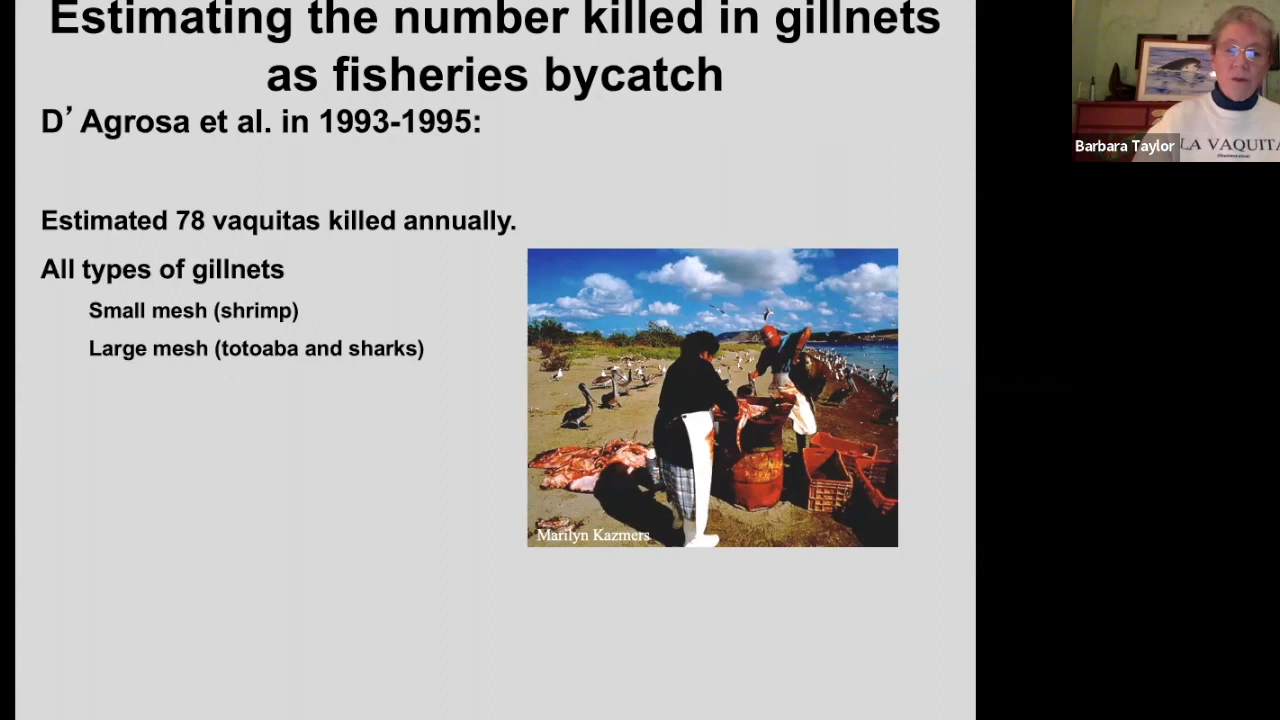 Estimating the number killed in gillnets
as fisheries bycatch
D’ Agrosa et al. in 1993-1995:
Estimated 78 vaquitas killed annually.
All types of gillnets
Small mesh (shrimp)
Large mesh (totoaba and sharks)
Marilyn Kazmers
Barbara Taylor
LA VAQUITA